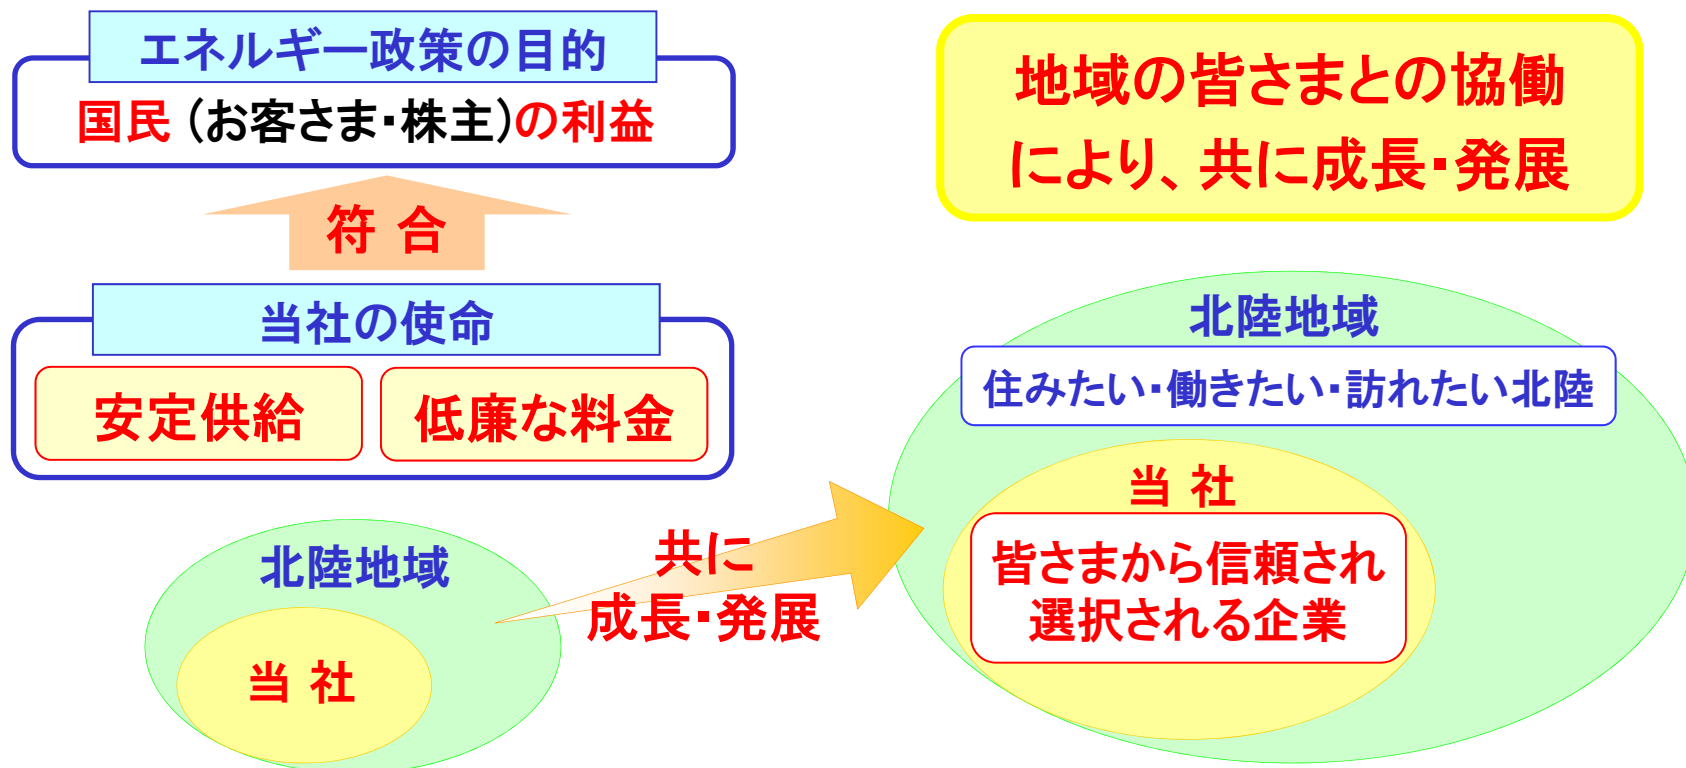 エネルギー政策の目的
国民(お客さま・株主)の利益
符 合
当社の使命
安定供給
低廉な料金
北陸地域
当 社
共に
成長・発展
地域の皆さまとの協働
により、共に成長・発展
北陸地域
住みたい・働きたい・訪れたい北陸
当 社
皆さまから信頼され
選択される企業